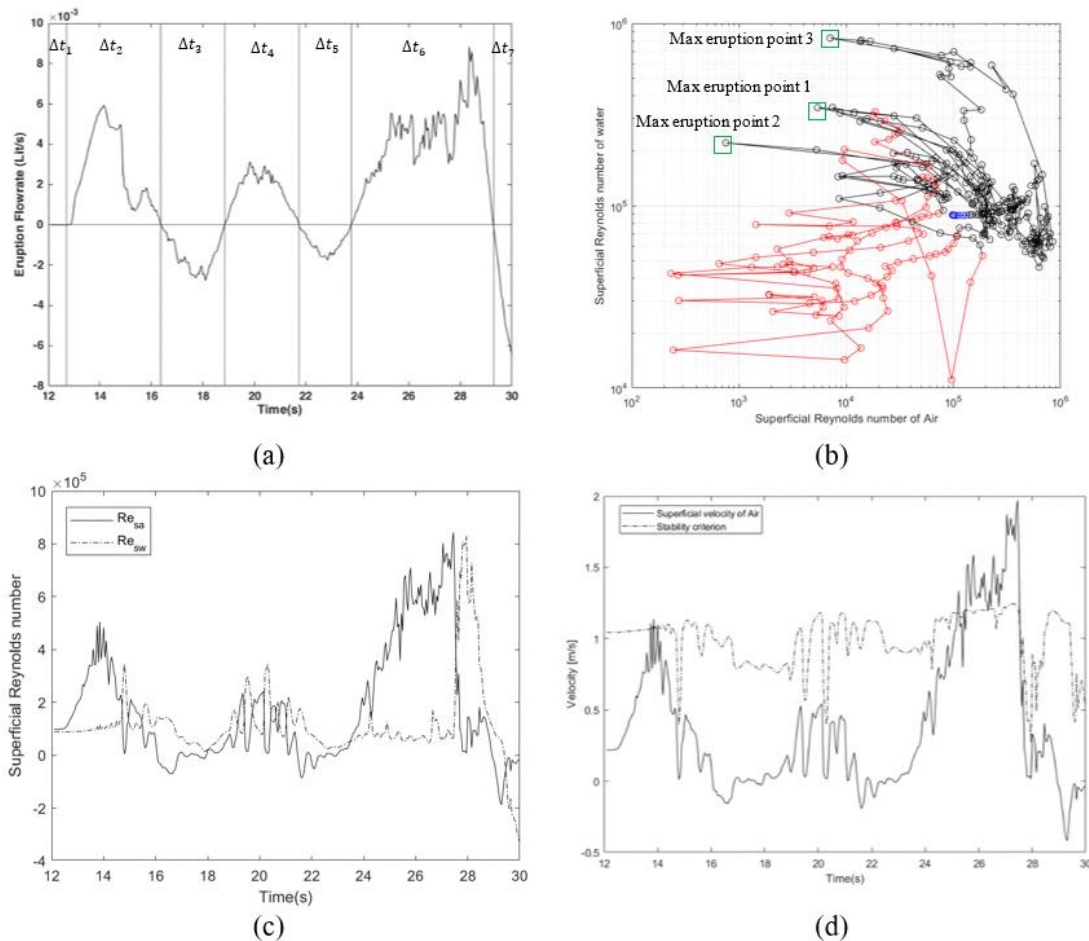 ×10⁻³
Δt₁ Δt₂ Δt₃ Δt₄ Δt₅ Δt₆ Δt₇
8
6
4
2
0
-2
-4
-6
-8
Eruption Flowrate (Lit/s)
12 14 16 18 20 22 24 26 28 30
Time(s)
(a)
10⁶
10⁵
10⁴
Superficial Reynolds number of water
Max eruption point 3
Max eruption point 1
Max eruption point 2
10² 10³ 10⁴ 10⁵ 10⁶
Superficial Reynolds number of Air
(b)
×10⁵
10
8
6
4
2
0
-2
-4
Superficial Reynolds number
Re_sa
Re_sw
12 14 16 18 20 22 24 26 28 30
Time(s)
(c)
2
1.5
1
0.5
0
-0.5
Velocity [m/s]
Superficial velocity of Air
Stability criterion
12 14 16 18 20 22 24 26 28 30
Time(s)
(d)